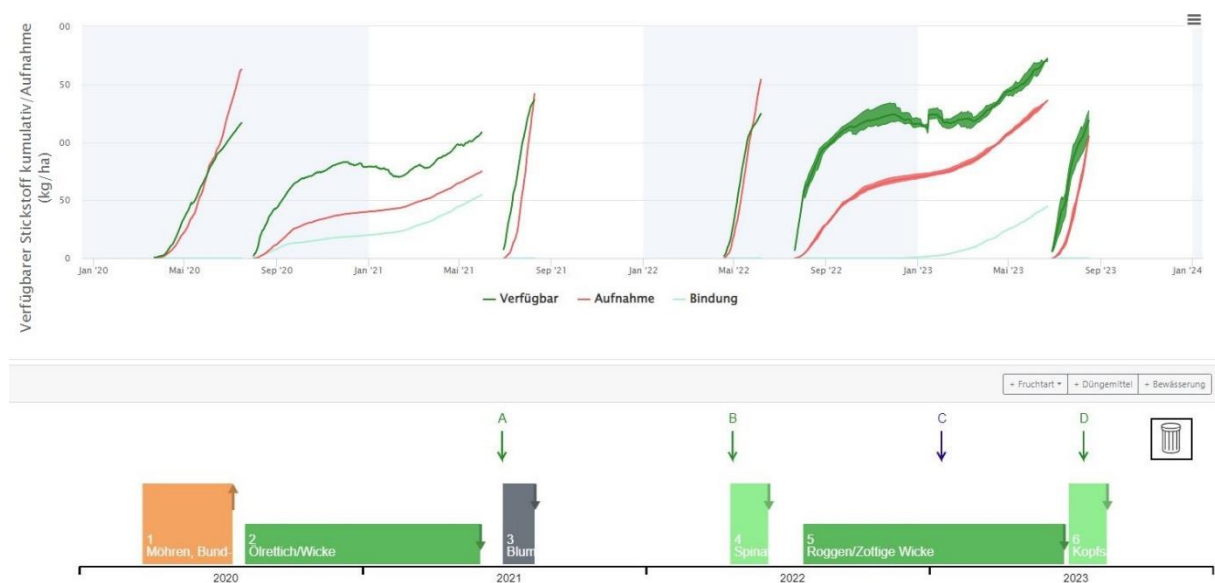 Verfügbarer Stickstoff kumulativ/Aufnahme
(kg/ha)
00
50
00
50
0
Jan '20
Mai '20
Sep '20
Jan '21
Mai '21
Sep '21
Jan '22
Mai '22
Sep '22
Jan '23
Mai '23
Sep '23
Jan '24
Verfügbar
Aufnahme
Bindung
+ Fruchtart
+ Düngemittel
+ Bewässerung
A
B
C
D
1
Möhren, Bund-
2
Ölrettich/Wicke
3
Blum
4
Spina
5
Roggen/Zottige Wicke
6
Kopfs
2020
2021
2022
2023